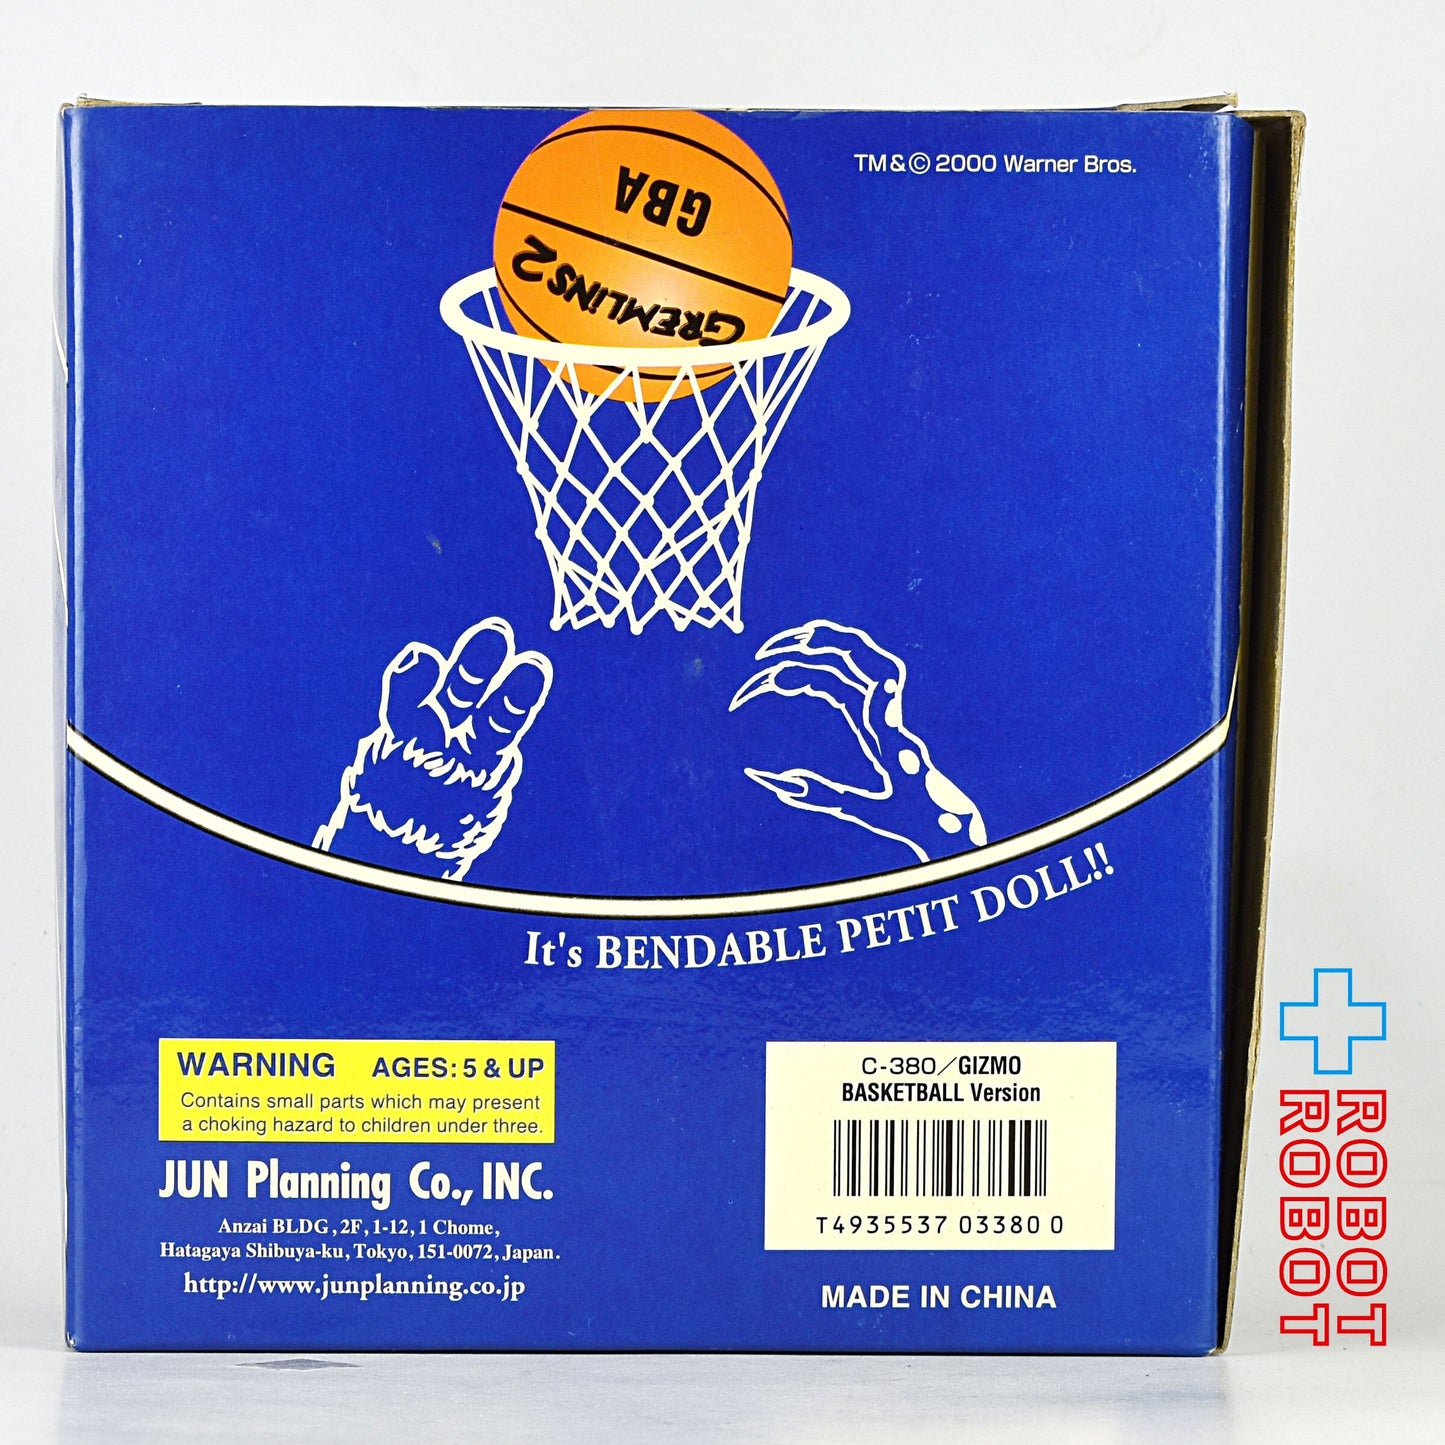 TM & © 2000 Warner Bros.
GBA
GREMLiNS 2
It's BENDABLE PETIT DOLL!!
WARNING AGES: 5 & UP
Contains small parts which may present
a choking hazard to children under three.
JUN Planning Co., INC.
Anzai BLDG, 2F, 1-12, 1 Chome,
Hatagaya Shibuya-ku, Tokyo, 151-0072, Japan.
http://www.junplanning.co.jp
C-380/GIZMO
BASKETBALL Version
T4935537 03380 0
MADE IN CHINA
ROBOT
ROBOT